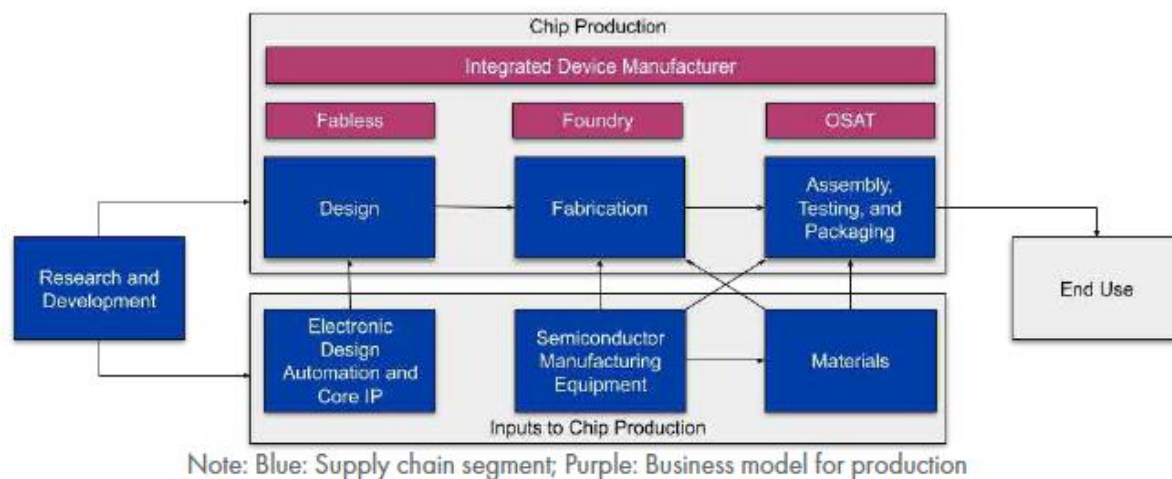 Chip Production
Integrated Device Manufacturer
Fabless
Foundry
OSAT
Design
Fabrication
Assembly,
Testing, and
Packaging
Research and
Development
End Use
Electronic
Design
Automation and
Core IP
Semiconductor
Manufacturing
Equipment
Materials
Inputs to Chip Production
Note: Blue: Supply chain segment; Purple: Business model for production